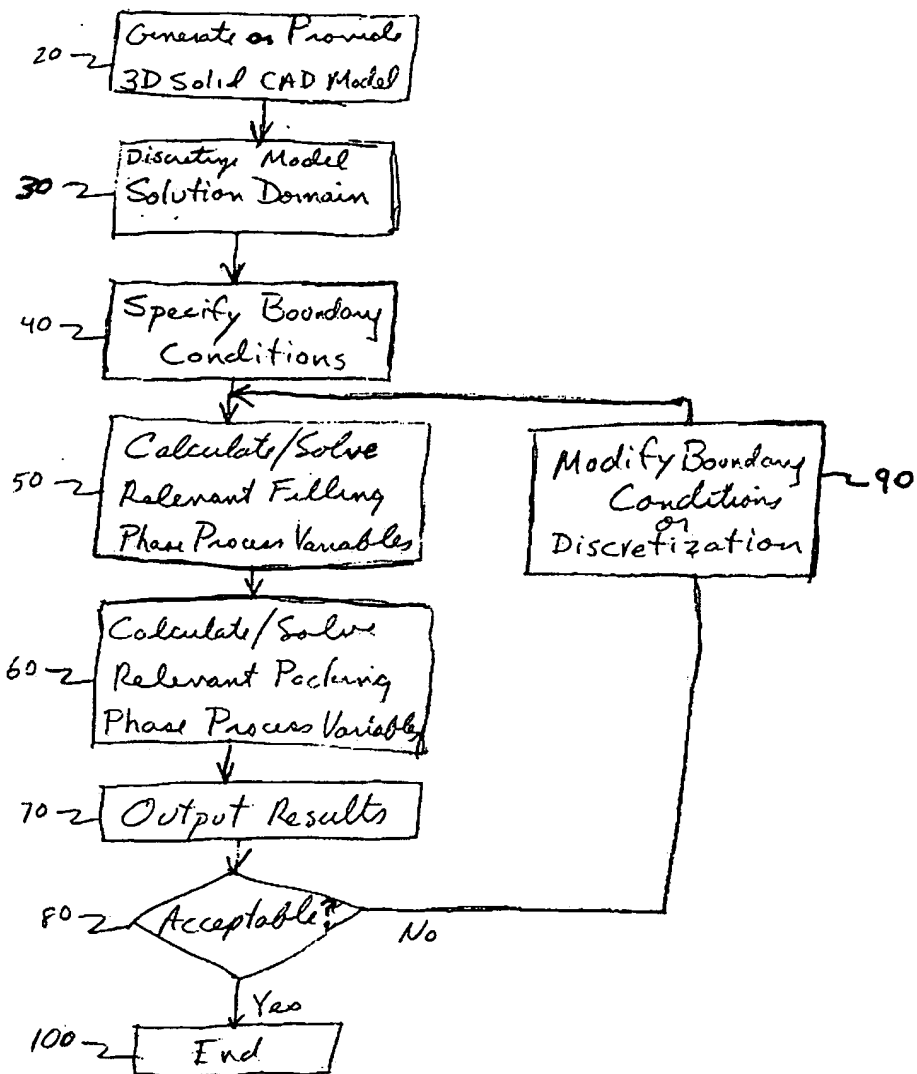 20
Generate or Provide
3D Solid CAD Model
30
Discretize Model
Solution Domain
40
Specify Boundary
Conditions
50
Calculate/Solve
Relevant Filling
Phase Process Variables
90
Modify Boundary
Conditions
or
Discretization
60
Calculate/Solve
Relevant Packing
Phase Process Variables
70
Output Results
80
Acceptable?
No
Yes
100
End